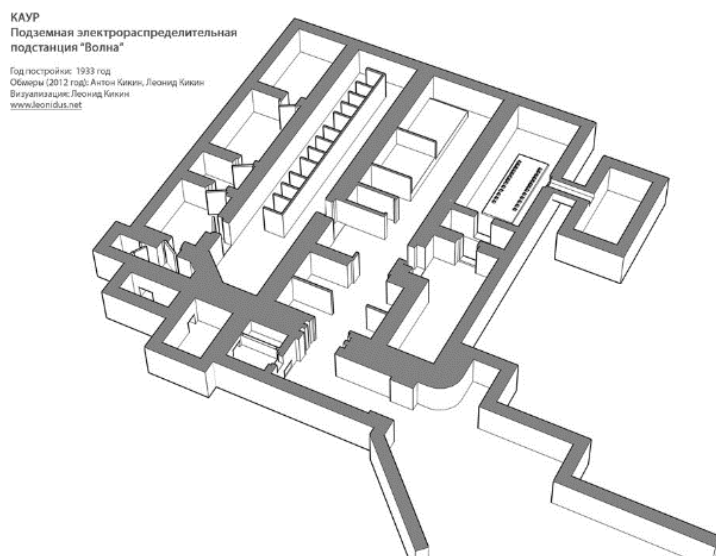 КАУР
Подземная электрораспределительная
подстанция "Волна"
Год постройки: 1933 год
Обмеры (2012 год): Антон Кикин, Леонид Кикин
Визуализация: Леонид Кикин
www.leonidus.net